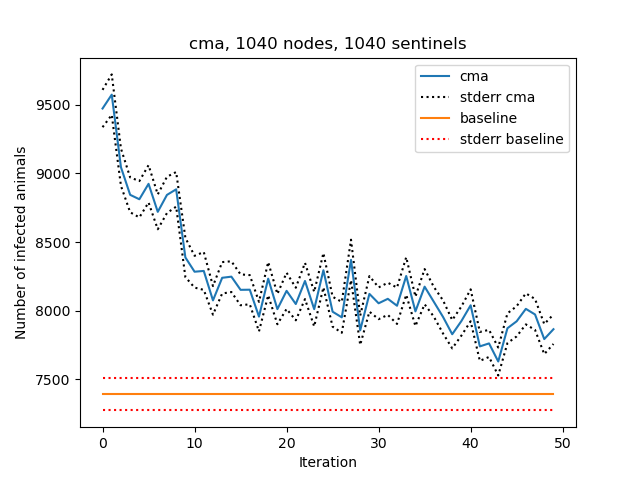 cma, 1040 nodes, 1040 sentinels
cma
stderr cma
baseline
stderr baseline
Number of infected animals
9500
9000
8500
8000
7500
0 10 20 30 40 50
Iteration